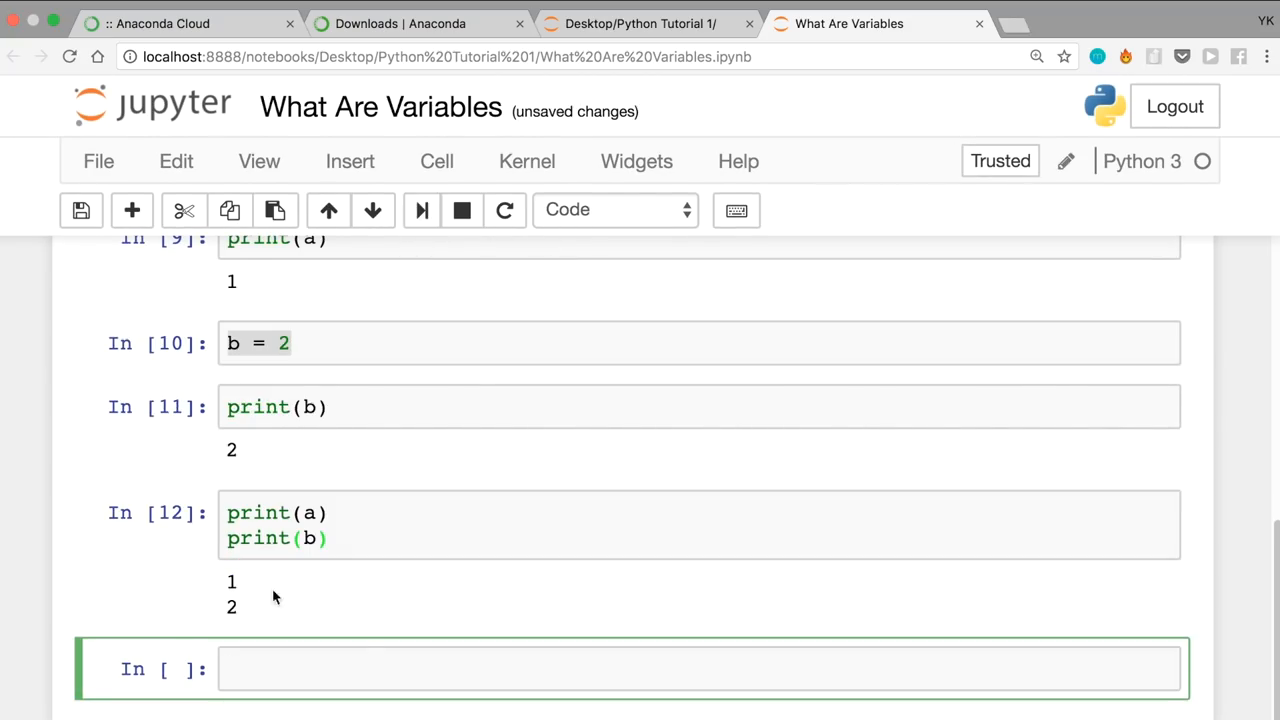 :: Anaconda Cloud
Downloads | Anaconda
Desktop/Python Tutorial 1/
What Are Variables
YK
localhost:8888/notebooks/Desktop/Python%20Tutorial%201/What%20Are%20Variables.ipynb
jupyter What Are Variables (unsaved changes)
Logout
File Edit View Insert Cell Kernel Widgets Help Trusted Python 3
Code
In [9]: print(a)
1
In [10]: b = 2
In [11]: print(b)
2
In [12]: print(a)
print(b)
1
2
In [ ]: